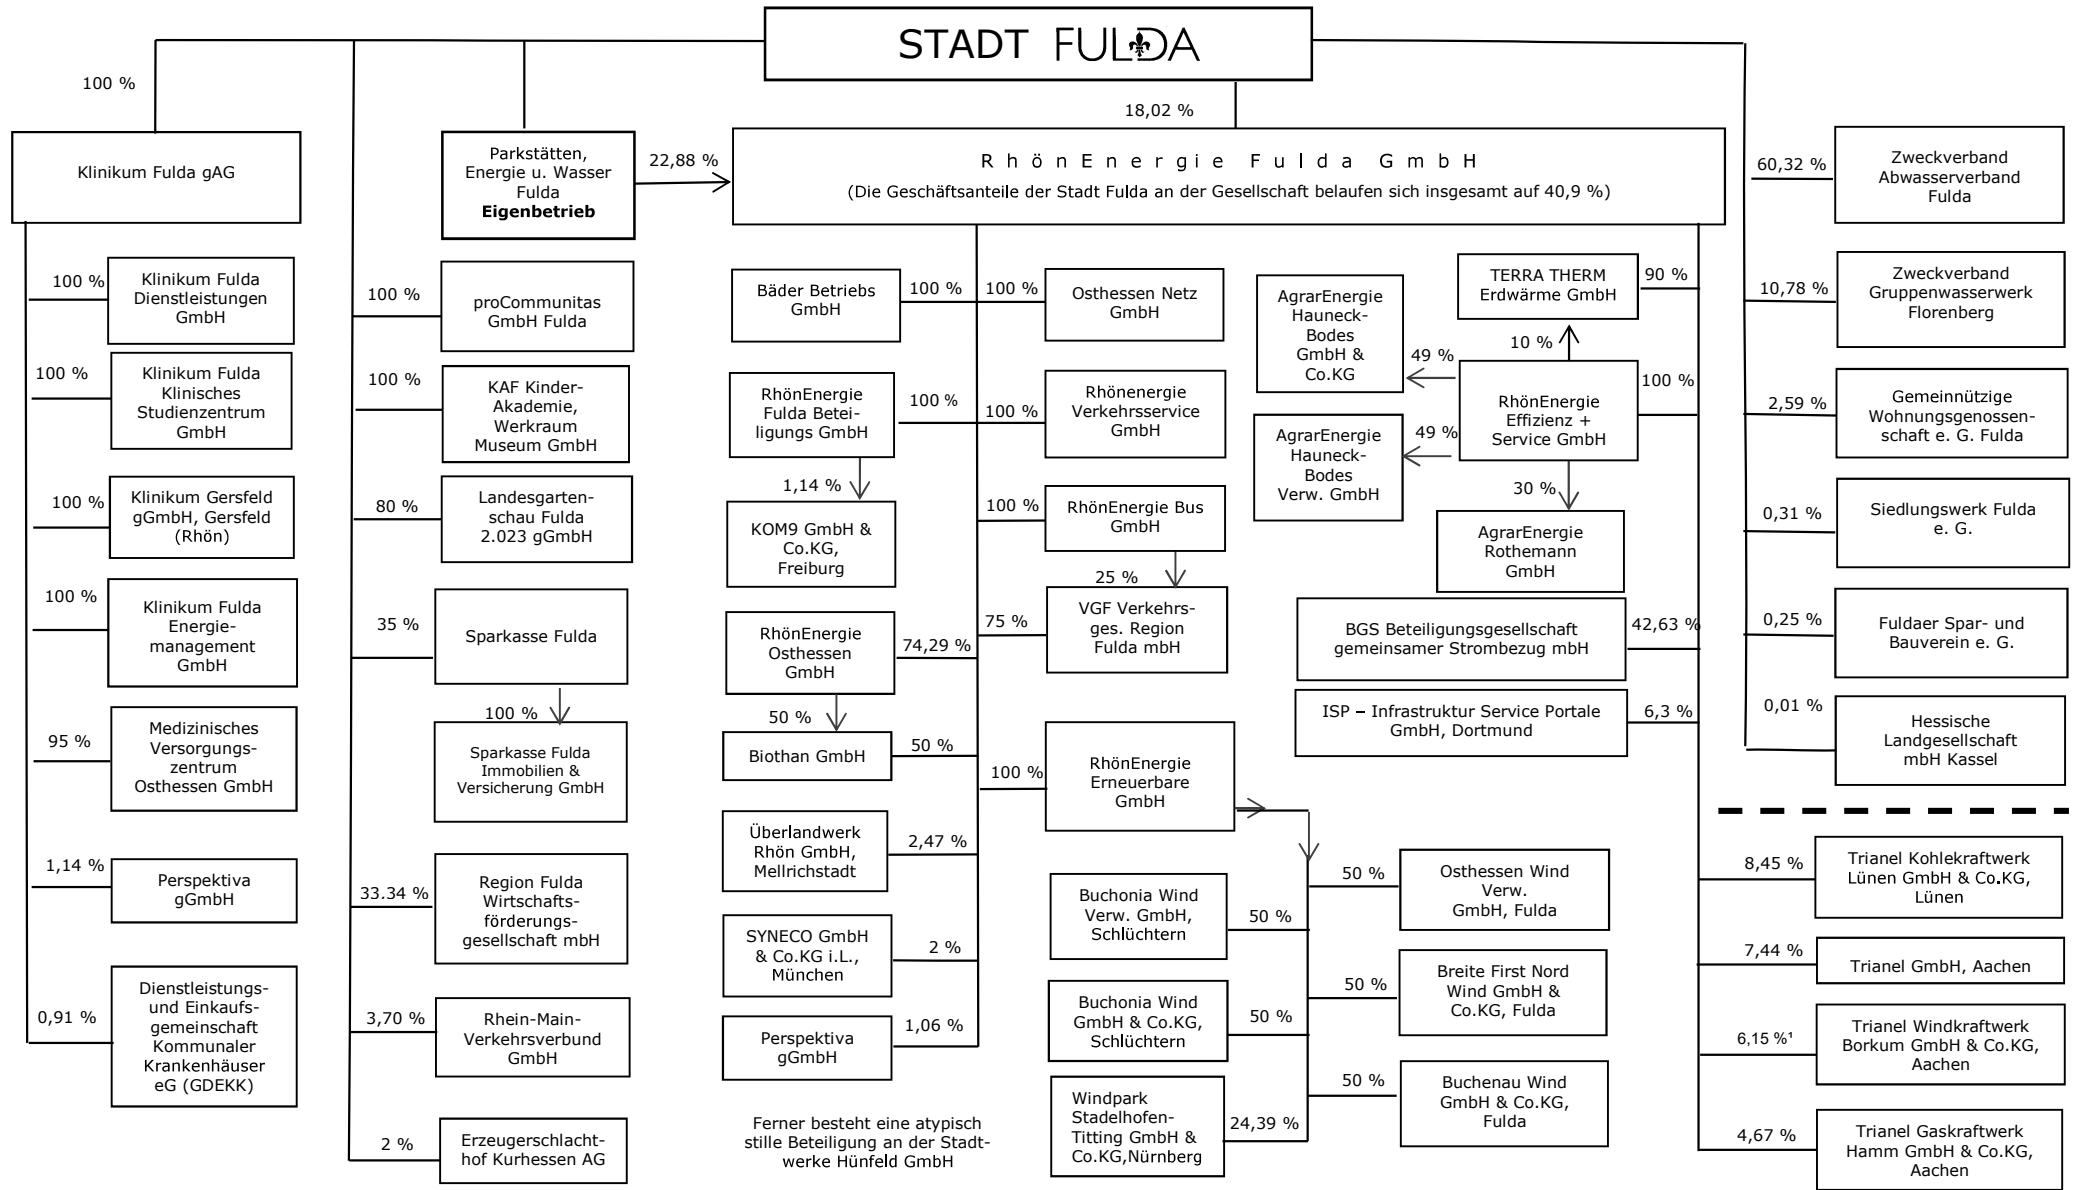 STADT FULDA
100 %
18,02 %
Klinikum Fulda gAG
Parkstätten,
Energie u. Wasser
Fulda
Eigenbetrieb
22,88 %
RhönEnergie Fulda GmbH
(Die Geschäftsanteile der Stadt Fulda an der Gesellschaft belaufen sich insgesamt auf 40,9 %)
60,32 %
Zweckverband
Abwasserverband
Fulda
100 %
Klinikum Fulda
Dienstleistungen
GmbH
100 %
Klinikum Fulda
Klinisches
Studienzentrum
GmbH
100 %
Klinikum Gersfeld
gGmbH, Gersfeld
(Rhön)
100 %
Klinikum Fulda
Energie-
management
GmbH
95 %
Medizinisches
Versorgungs-
zentrum
Osthessen GmbH
1,14 %
Perspektiva
gGmbH
0,91 %
Dienstleistungs-
und Einkaufs-
gemeinschaft
Kommunaler
Krankenhäuser
eG (GDEKK)
100 %
proCommunitas
GmbH Fulda
100 %
KAF Kinder-
Akademie,
Werkraum
Museum GmbH
80 %
Landesgarten-
schau Fulda
2.023 gGmbH
35 %
Sparkasse Fulda
100 %
Sparkasse Fulda
Immobilien &
Versicherung GmbH
33.34 %
Region Fulda
Wirtschafts-
förderungs-
gesellschaft mbH
3,70 %
Rhein-Main-
Verkehrsverbund
GmbH
2 %
Erzeugerschlacht-
hof Kurhessen AG
Bäder Betriebs
GmbH
100 %
RhönEnergie
Fulda Betei-
ligungs GmbH
100 %
1,14 %
KOM9 GmbH &
Co.KG,
Freiburg
RhönEnergie
Osthessen
GmbH
74,29 %
50 %
Biothan GmbH
50 %
Überlandwerk
Rhön GmbH,
Mellrichstadt
2,47 %
SYNECO GmbH
& Co.KG i.L.,
München
2 %
Perspektiva
gGmbH
1,06 %
Ferner besteht eine atypisch
stille Beteiligung an der Stadt-
werke Hünfeld GmbH
100 %
Osthessen Netz
GmbH
100 %
Rhönenergie
Verkehrsservice
GmbH
100 %
RhönEnergie Bus
GmbH
25 %
75 %
VGF Verkehrs-
ges. Region
Fulda mbH
100 %
RhönEnergie
Erneuerbare
GmbH
Buchonia Wind
Verw. GmbH,
Schlüchtern
50 %
Buchonia Wind
GmbH & Co.KG,
Schlüchtern
50 %
Windpark
Stadelhofen-
Titting GmbH &
Co.KG,Nürnberg
24,39 %
50 %
Osthessen Wind
Verw.
GmbH, Fulda
50 %
Breite First Nord
Wind GmbH &
Co.KG, Fulda
50 %
Buchenau Wind
GmbH & Co.KG,
Fulda
AgrarEnergie
Hauneck-
Bodes
GmbH &
Co.KG
49 %
AgrarEnergie
Hauneck-
Bodes
Verw. GmbH
49 %
TERRA THERM
Erdwärme GmbH
90 %
10 %
RhönEnergie
Effizienz +
Service GmbH
100 %
30 %
AgrarEnergie
Rothemann
GmbH
BGS Beteiligungsgesellschaft
gemeinsamer Strombezug mbH
42,63 %
ISP – Infrastruktur Service Portale
GmbH, Dortmund
6,3 %
10,78 %
Zweckverband
Gruppenwasserwerk
Florenberg
2,59 %
Gemeinnützige
Wohnungsgenossen-
schaft e. G. Fulda
0,31 %
Siedlungswerk Fulda
e. G.
0,25 %
Fuldaer Spar- und
Bauverein e. G.
0,01 %
Hessische
Landgesellschaft
mbH Kassel
8,45 %
Trianel Kohlekraftwerk
Lünen GmbH & Co.KG,
Lünen
7,44 %
Trianel GmbH, Aachen
6,15 %¹
Trianel Windkraftwerk
Borkum GmbH & Co.KG,
Aachen
4,67 %
Trianel Gaskraftwerk
Hamm GmbH & Co.KG,
Aachen